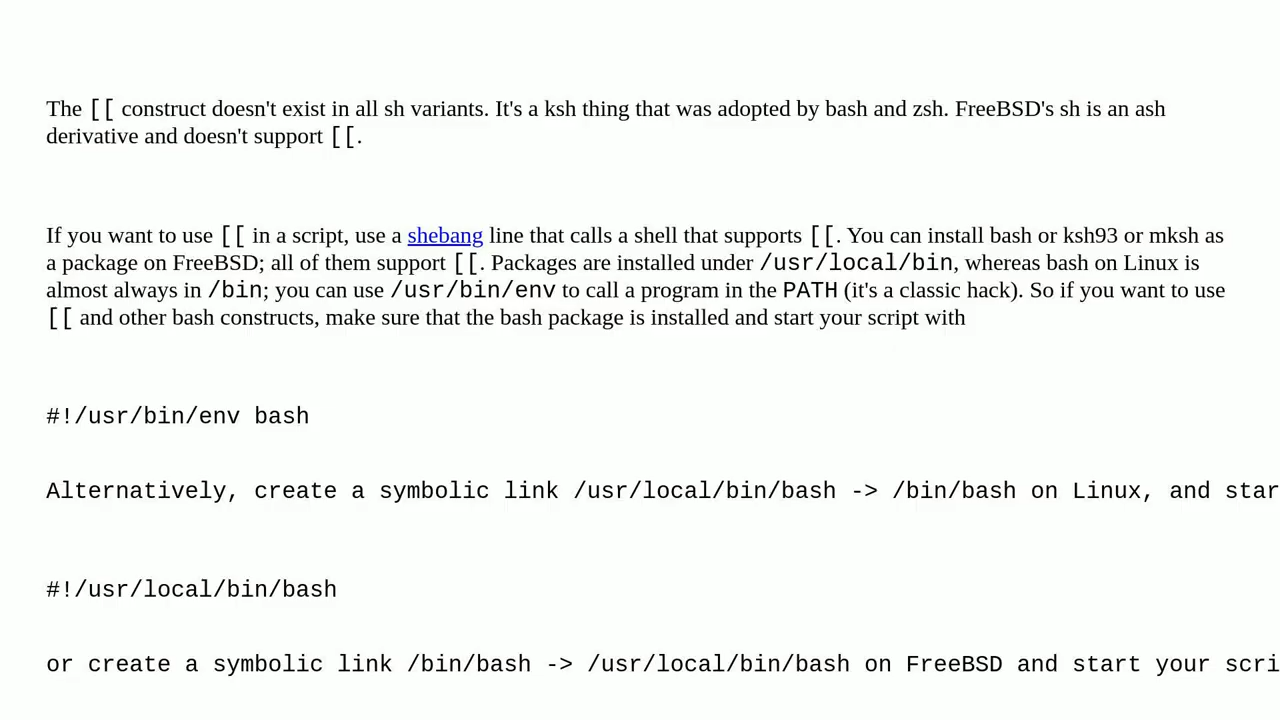 The [[ construct doesn't exist in all sh variants. It's a ksh thing that was adopted by bash and zsh. FreeBSD's sh is an ash
derivative and doesn't support [[.
If you want to use [[ in a script, use a shebang line that calls a shell that supports [[. You can install bash or ksh93 or mksh as
a package on FreeBSD; all of them support [[. Packages are installed under /usr/local/bin, whereas bash on Linux is
almost always in /bin; you can use /usr/bin/env to call a program in the PATH (it's a classic hack). So if you want to use
[[ and other bash constructs, make sure that the bash package is installed and start your script with
#!/usr/bin/env bash
Alternatively, create a symbolic link /usr/local/bin/bash -> /bin/bash on Linux, and star
#!/usr/local/bin/bash
or create a symbolic link /bin/bash -> /usr/local/bin/bash on FreeBSD and start your scri